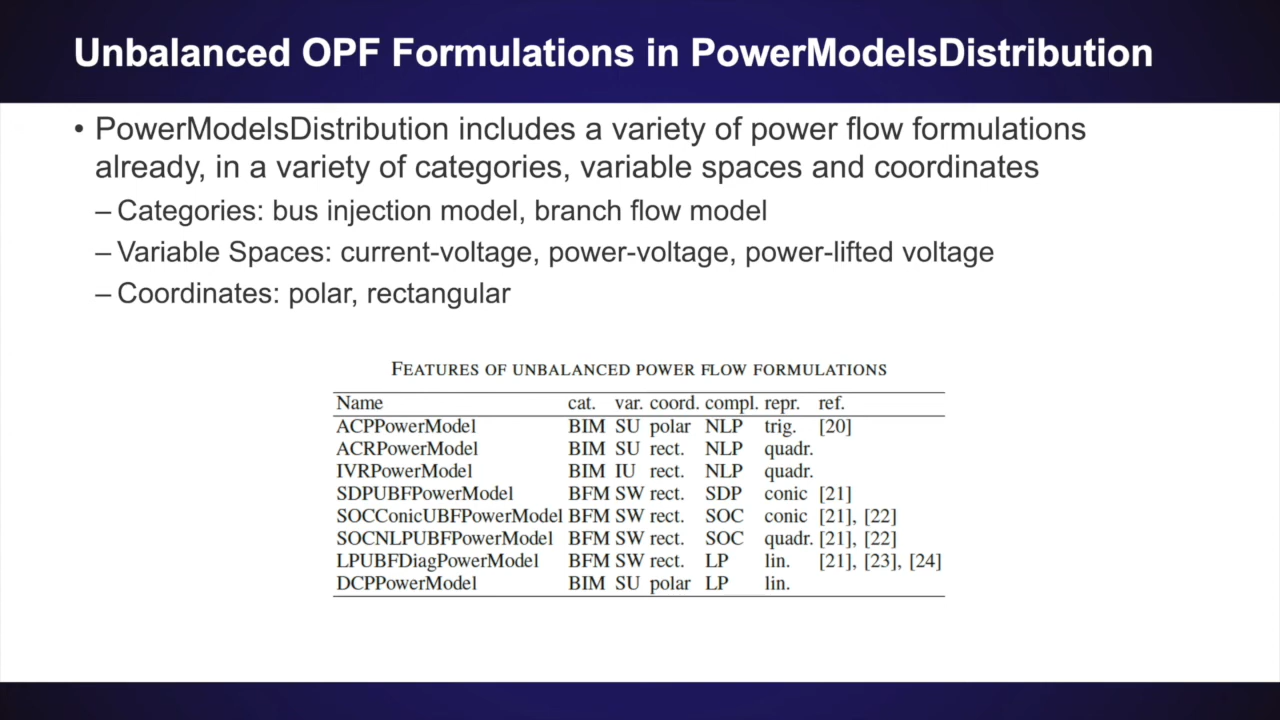 Unbalanced OPF Formulations in PowerModelsDistribution
• PowerModelsDistribution includes a variety of power flow formulations
already, in a variety of categories, variable spaces and coordinates
– Categories: bus injection model, branch flow model
– Variable Spaces: current-voltage, power-voltage, power-lifted voltage
– Coordinates: polar, rectangular
FEATURES OF UNBALANCED POWER FLOW FORMULATIONS
Name cat. var. coord. compl. repr. ref.
ACPPowerModel BIM SU polar NLP trig. [20]
ACRPowerModel BIM SU rect. NLP quadr.
IVRPowerModel BIM IU rect. NLP quadr.
SDPUBFPowerModel BFM SW rect. SDP conic [21]
SOCConicUBFPowerModel BFM SW rect. SOC conic [21], [22]
SOCNLPUBFPowerModel BFM SW rect. SOC quadr. [21], [22]
LPUBFDiagPowerModel BFM SW rect. LP lin. [21], [23], [24]
DCPPowerModel BIM SU polar LP lin.